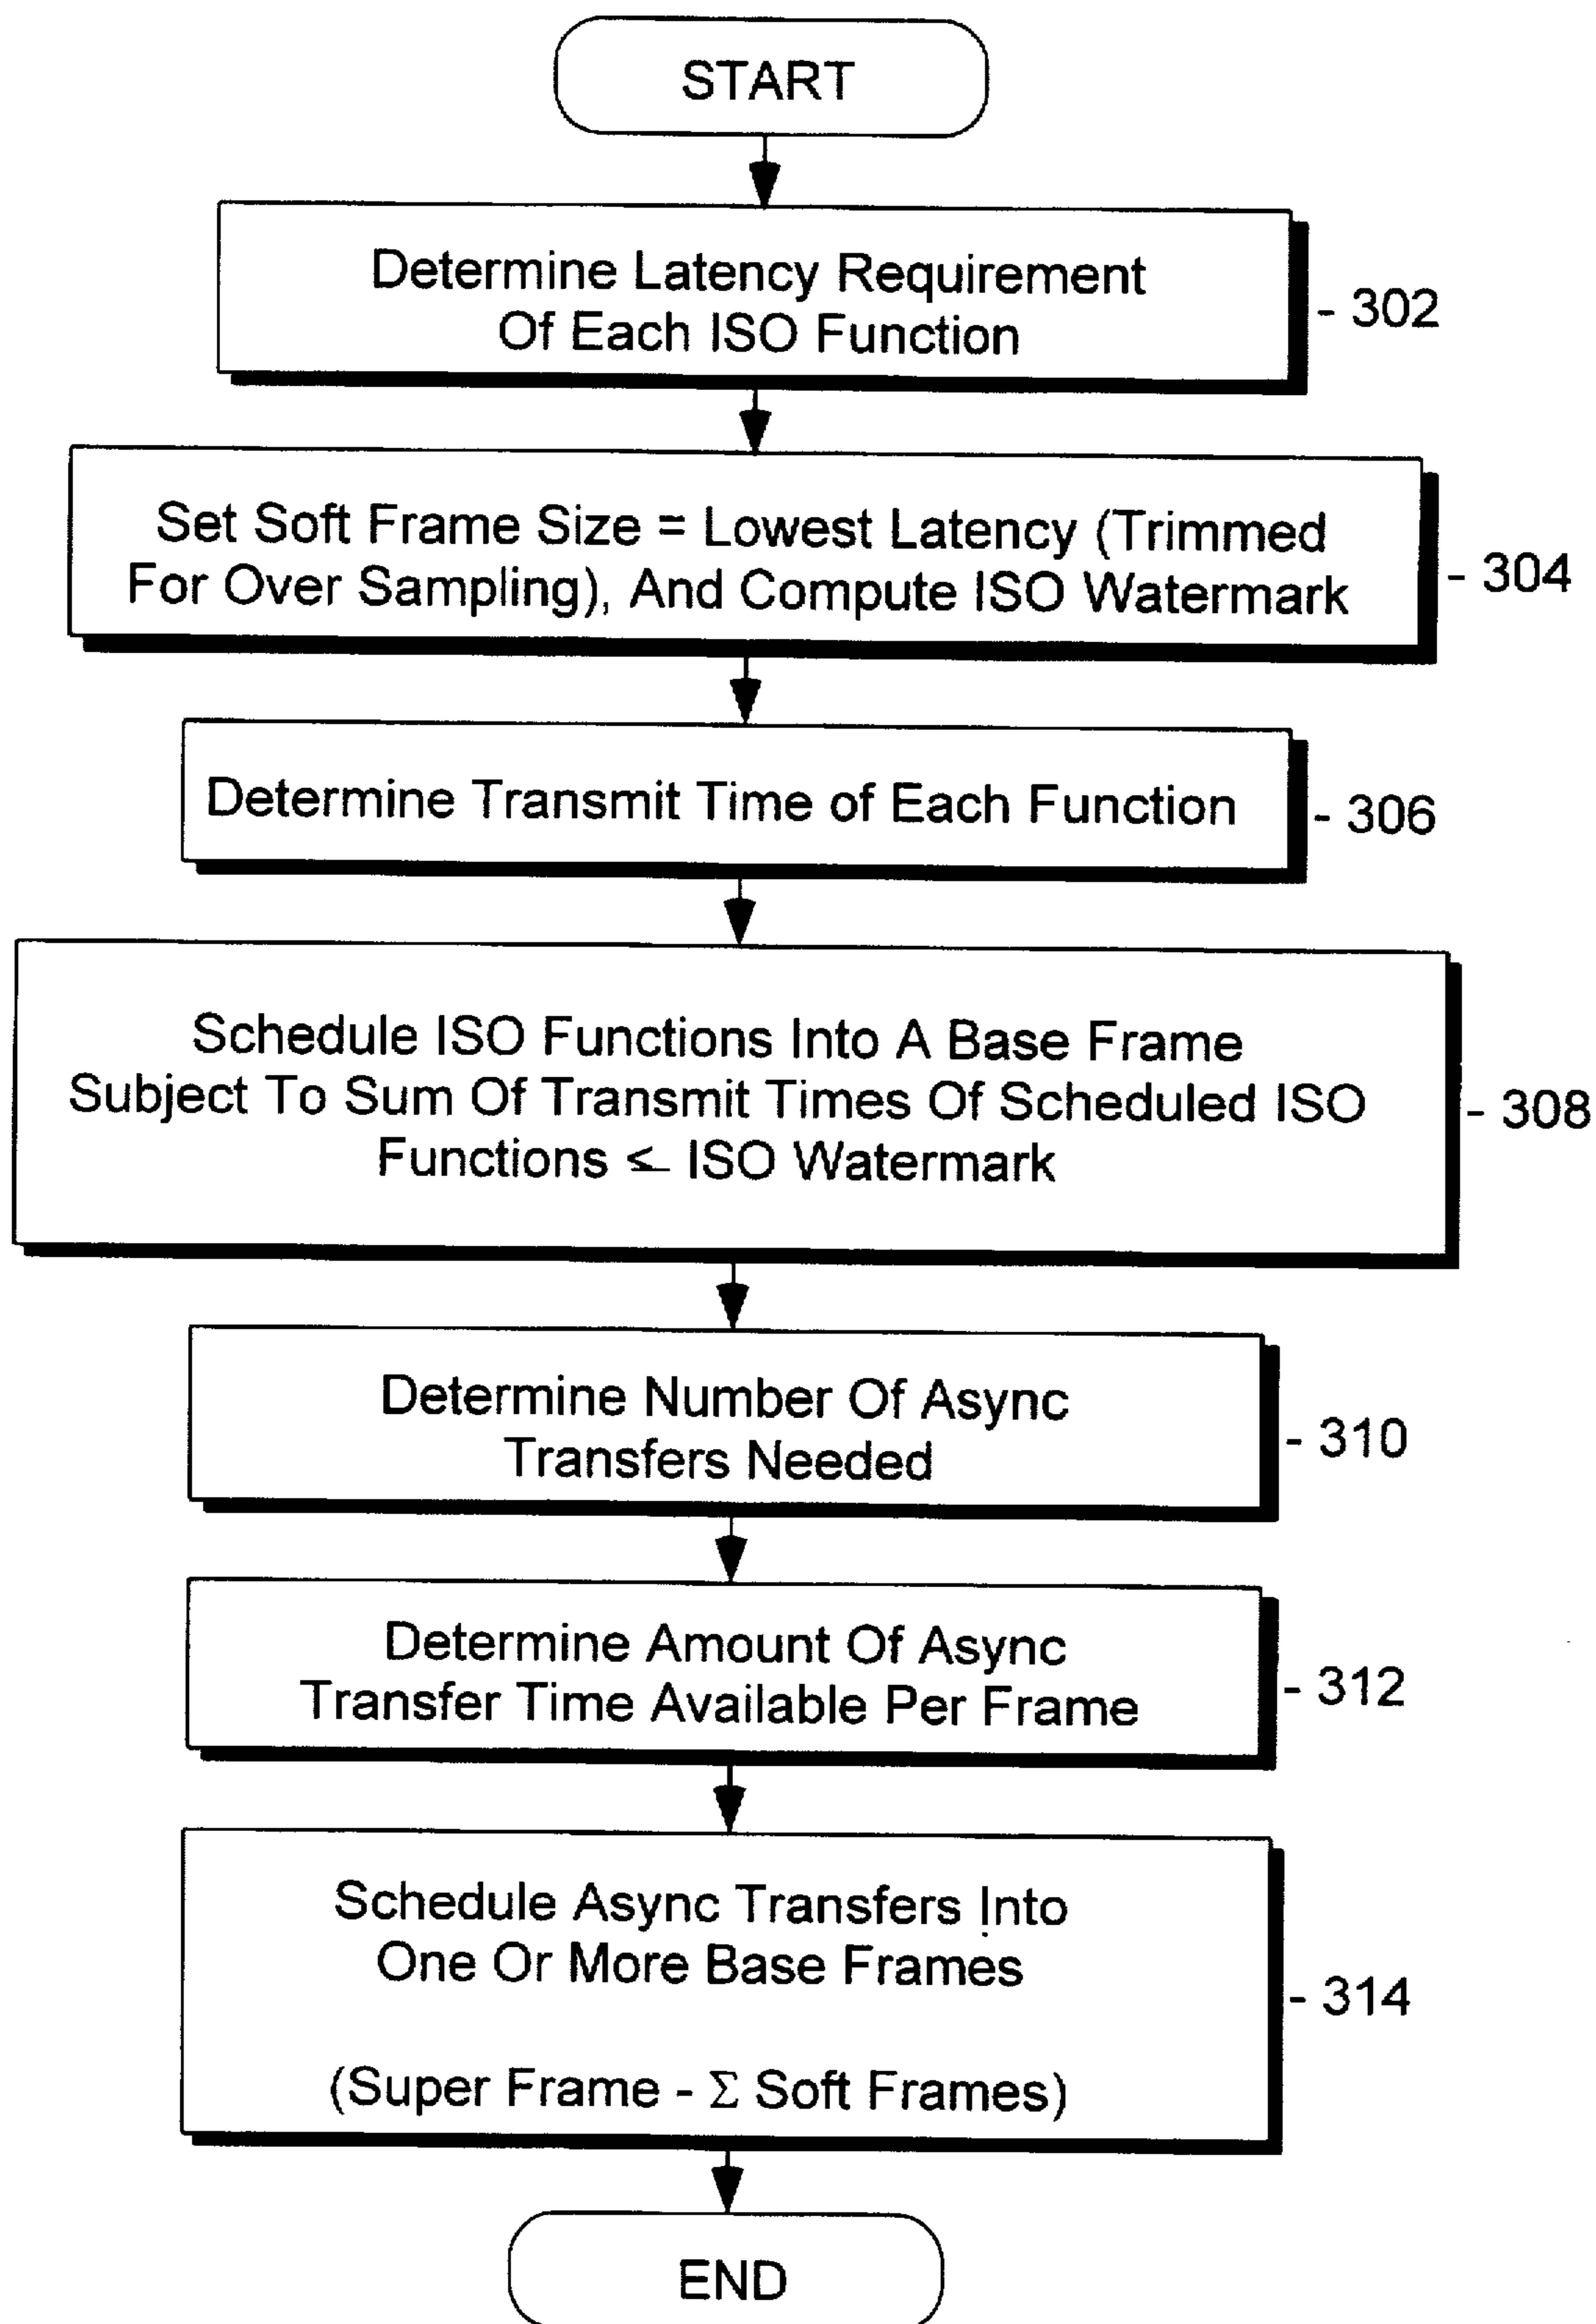 START
Determine Latency Requirement
Of Each ISO Function
- 302
Set Soft Frame Size = Lowest Latency (Trimmed
For Over Sampling), And Compute ISO Watermark
- 304
Determine Transmit Time of Each Function
- 306
Schedule ISO Functions Into A Base Frame
Subject To Sum Of Transmit Times Of Scheduled ISO
Functions ≤ ISO Watermark
- 308
Determine Number Of Async
Transfers Needed
- 310
Determine Amount Of Async
Transfer Time Available Per Frame
- 312
Schedule Async Transfers Into
One Or More Base Frames
(Super Frame - Σ Soft Frames)
- 314
END